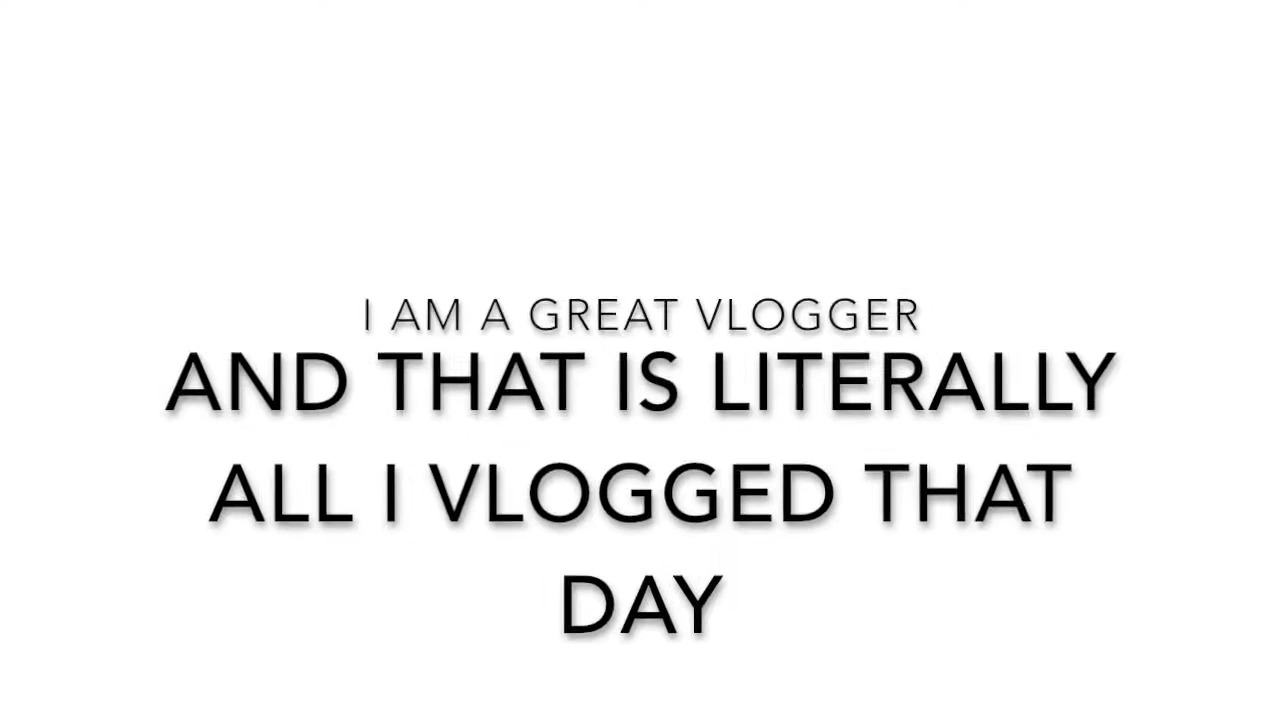 I AM A GREAT VLOGGER
AND THAT IS LITERALLY
ALL I VLOGGED THAT
DAY